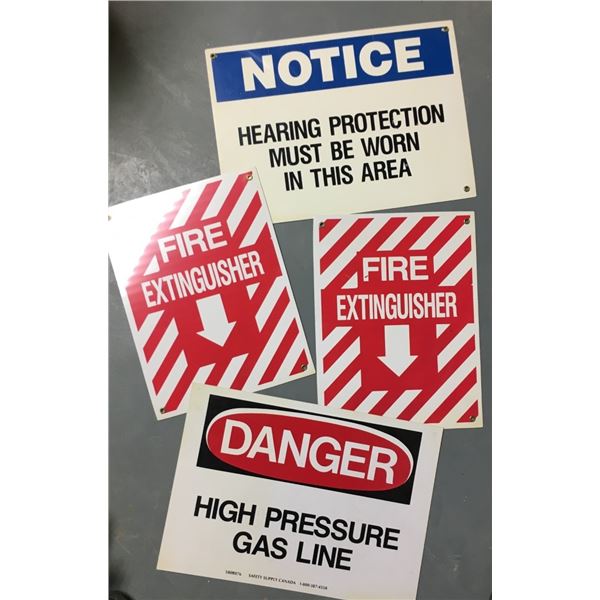 NOTICE
HEARING PROTECTION
MUST BE WORN
IN THIS AREA
FIRE
EXTINGUISHER
FIRE
EXTINGUISHER
DANGER
HIGH PRESSURE
GAS LINE
SAFETY SUPPLY CANADA